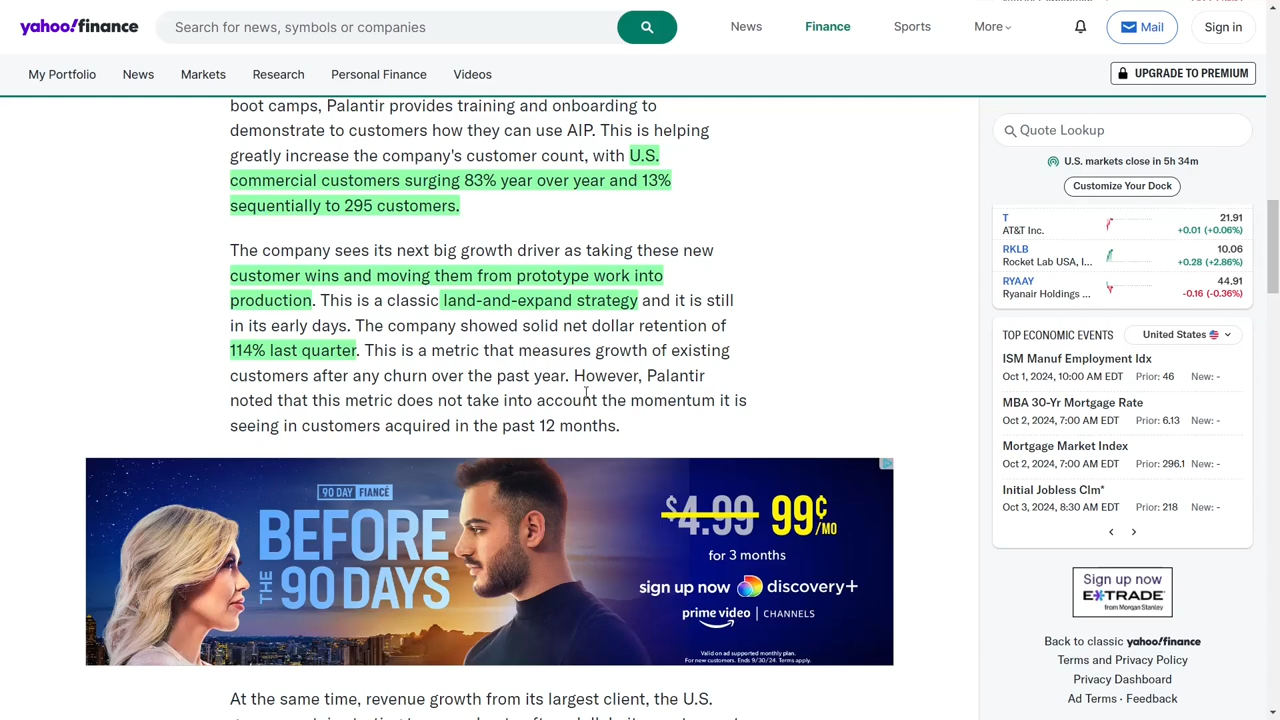 yahoo!finance
Search for news, symbols or companies
News
Finance
Sports
More
Mail
Sign in
My Portfolio
News
Markets
Research
Personal Finance
Videos
UPGRADE TO PREMIUM
boot camps, Palantir provides training and onboarding to
demonstrate to customers how they can use AIP. This is helping
greatly increase the company's customer count, with U.S.
commercial customers surging 83% year over year and 13%
sequentially to 295 customers.
The company sees its next big growth driver as taking these new
customer wins and moving them from prototype work into
production. This is a classic land-and-expand strategy and it is still
in its early days. The company showed solid net dollar retention of
114% last quarter. This is a metric that measures growth of existing
customers after any churn over the past year. However, Palantir
noted that this metric does not take into account the momentum it is
seeing in customers acquired in the past 12 months.
90 DAY FIANCÉ
BEFORE
THE 90 DAYS
$4.99 99¢/MO
for 3 months
sign up now discovery+
prime video | CHANNELS
Valid on ad supported monthly plan.
For new customers. Ends 9/30/24. Terms apply.
At the same time, revenue growth from its largest client, the U.S.
Quote Lookup
U.S. markets close in 5h 34m
Customize Your Dock
T 21.91
AT&T Inc. +0.01 (+0.06%)
RKLB 10.06
Rocket Lab USA, I... +0.28 (+2.86%)
RYAAY 44.91
Ryanair Holdings ... -0.16 (-0.36%)
TOP ECONOMIC EVENTS United States
ISM Manuf Employment Idx
Oct 1, 2024, 10:00 AM EDT Prior: 46 New: -
MBA 30-Yr Mortgage Rate
Oct 2, 2024, 7:00 AM EDT Prior: 6.13 New: -
Mortgage Market Index
Oct 2, 2024, 7:00 AM EDT Prior: 296.1 New: -
Initial Jobless Clm*
Oct 3, 2024, 8:30 AM EDT Prior: 218 New: -
Sign up now
E*TRADE
from Morgan Stanley
Back to classic yahoo!finance
Terms and Privacy Policy
Privacy Dashboard
Ad Terms · Feedback